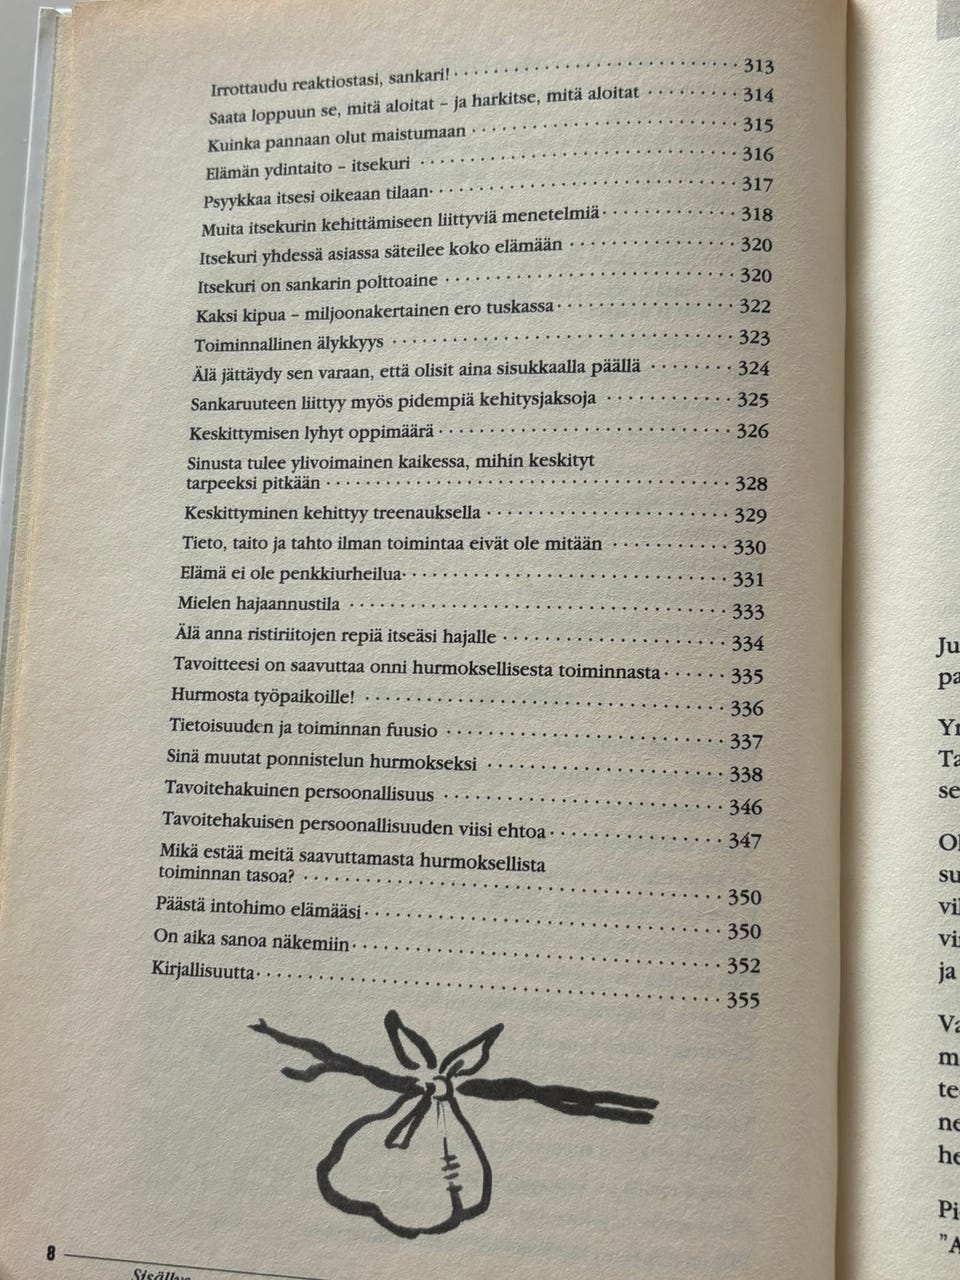 Irrottaudu reaktiostasi, sankari! 313
Saata loppuun se, mitä aloitat – ja harkitse, mitä aloitat 314
Kuinka pannaan olut maistumaan 315
Elämän ydintaito – itsekuri 316
Psyykkaa itsesi oikeaan tilaan 317
Muita itsekurin kehittämiseen liittyviä menetelmiä 318
Itsekuri yhdessä asiassa säteilee koko elämään 320
Itsekuri on sankarin polttoaine 320
Kaksi kipua – miljoonakertainen ero tuskassa 322
Toiminnallinen älykkyys 323
Älä jättäydy sen varaan, että olisit aina sisukkaalla päällä 324
Sankaruuteen liittyy myös pidempiä kehitysjaksoja 325
Keskittymisen lyhyt oppimäärä 326
Sinusta tulee ylivoimainen kaikessa, mihin keskityt
tarpeeksi pitkään 328
Keskittyminen kehittyy treenauksella 329
Tieto, taito ja tahto ilman toimintaa eivät ole mitään 330
Elämä ei ole penkkiurheilua 331
Mielen hajaannustila 333
Älä anna ristiriitojen repiä itseäsi hajalle 334
Tavoitteesi on saavuttaa onni hurmoksellisesta toiminnasta 335
Hurmosta työpaikoille! 336
Tietoisuuden ja toiminnan fuusio 337
Sinä muutat ponnistelun hurmokseksi 338
Tavoitehakuinen persoonallisuus 346
Tavoitehakuisen persoonallisuuden viisi ehtoa 347
Mikä estää meitä saavuttamasta hurmoksellista
toiminnan tasoa? 350
Päästä intohimo elämääsi 350
On aika sanoa näkemiin 352
Kirjallisuutta 355
8
Sisällys